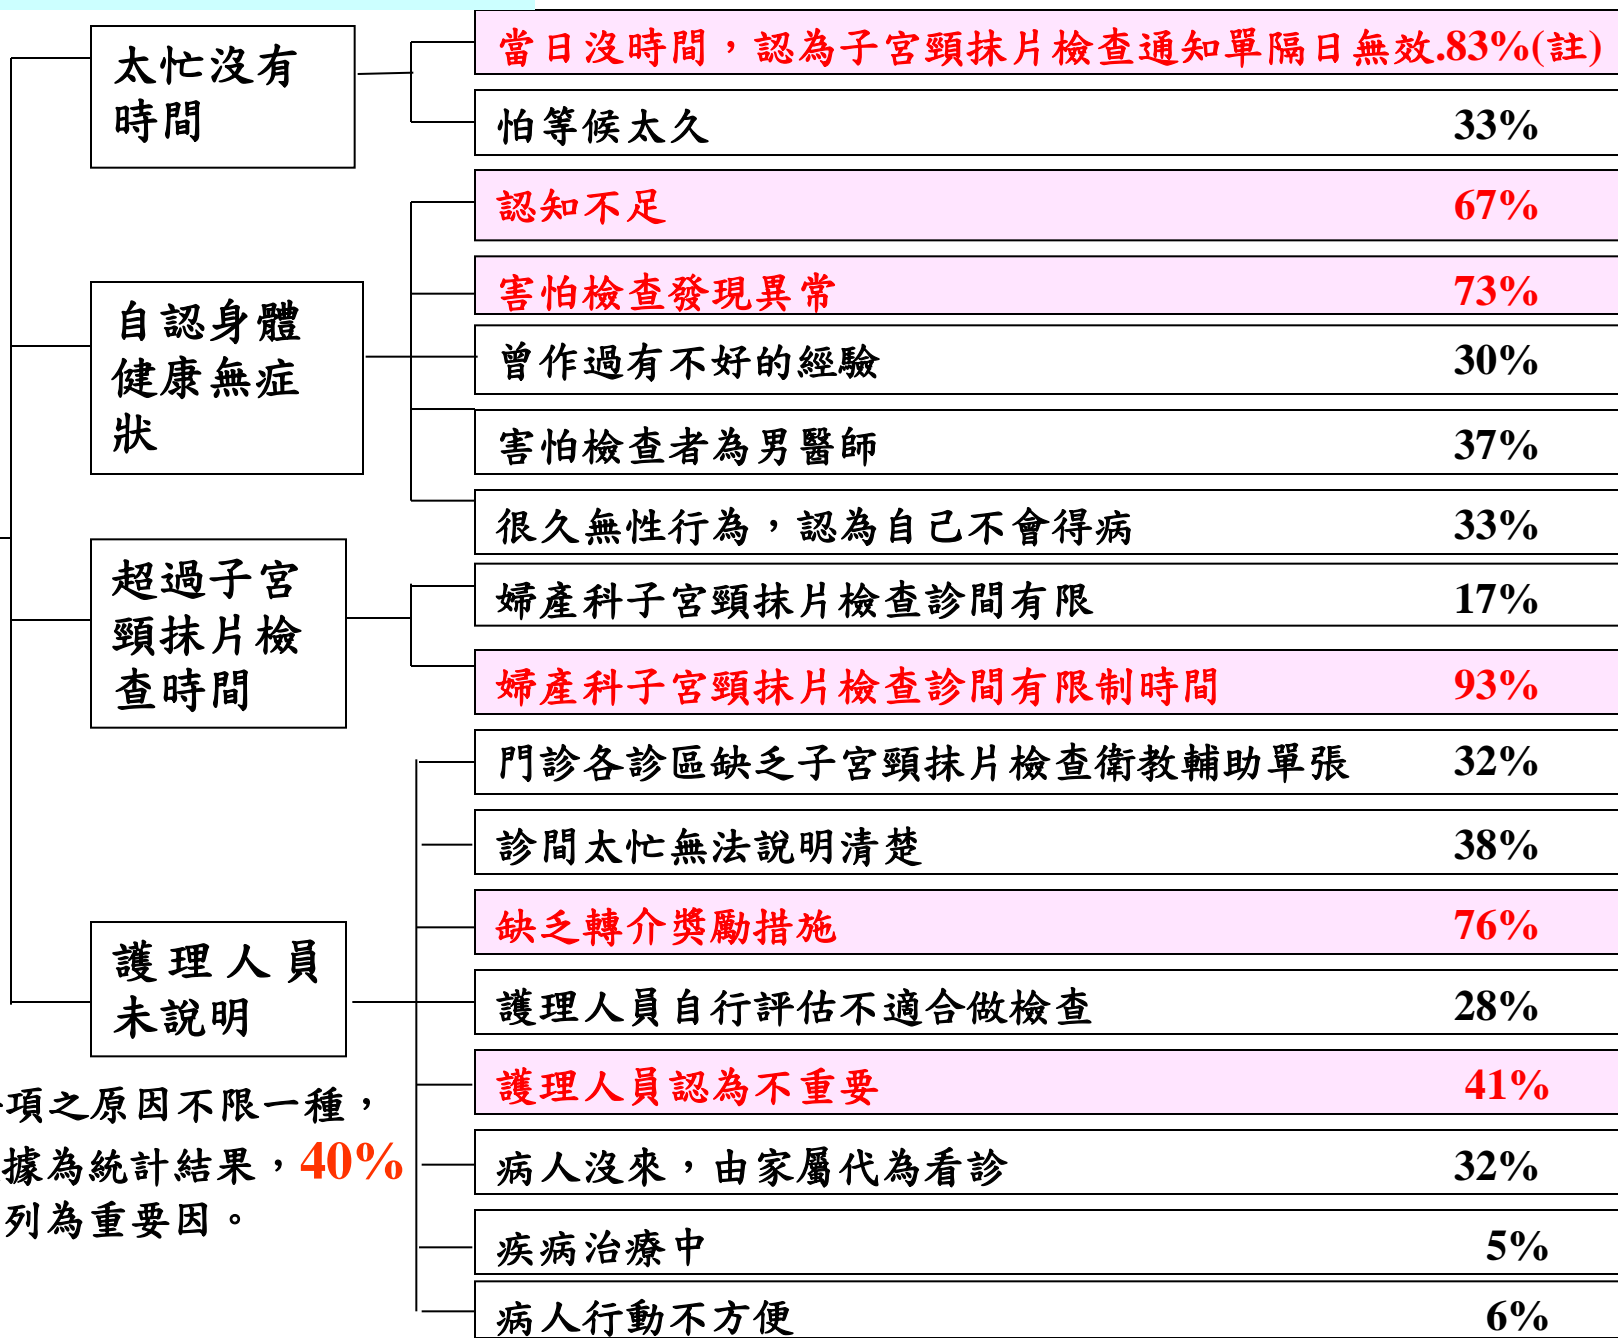 太忙沒有
時間
當日沒時間，認為子宮頸抹片檢查通知單隔日無效.83%(註)
怕等候太久 33%
自認身體
健康無症
狀
認知不足 67%
害怕檢查發現異常 73%
曾作過有不好的經驗 30%
害怕檢查者為男醫師 37%
很久無性行為，認為自己不會得病 33%
超過子宮
頸抹片檢
查時間
婦產科子宮頸抹片檢查診間有限 17%
婦產科子宮頸抹片檢查診間有限制時間 93%
護理人員
未說明
門診各診區缺乏子宮頸抹片檢查衛教輔助單張 32%
診間太忙無法說明清楚 38%
缺乏轉介獎勵措施 76%
護理人員自行評估不適合做檢查 28%
護理人員認為不重要 41%
病人沒來，由家屬代為看診 32%
疾病治療中 5%
病人行動不方便 6%
項之原因不限一種，
據為統計結果，40%
列為重要因。